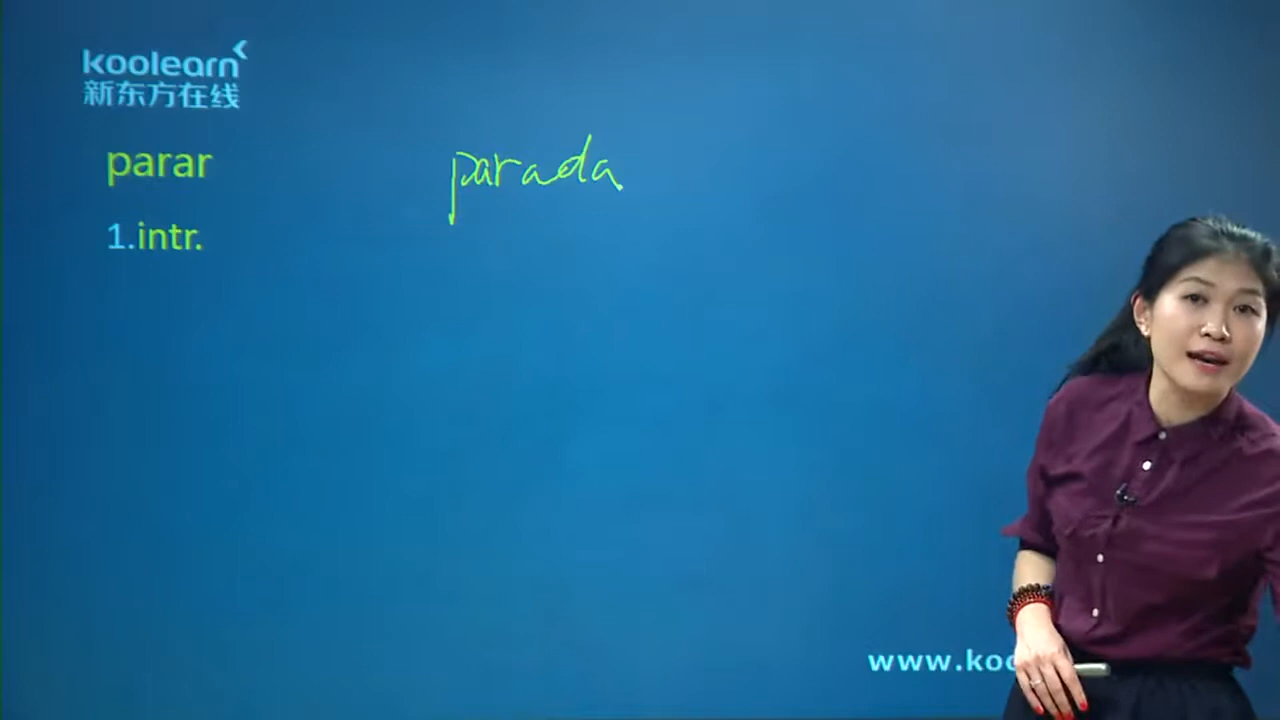 koolearn
新东方在线
parar
parada
1.intr.
www.koo